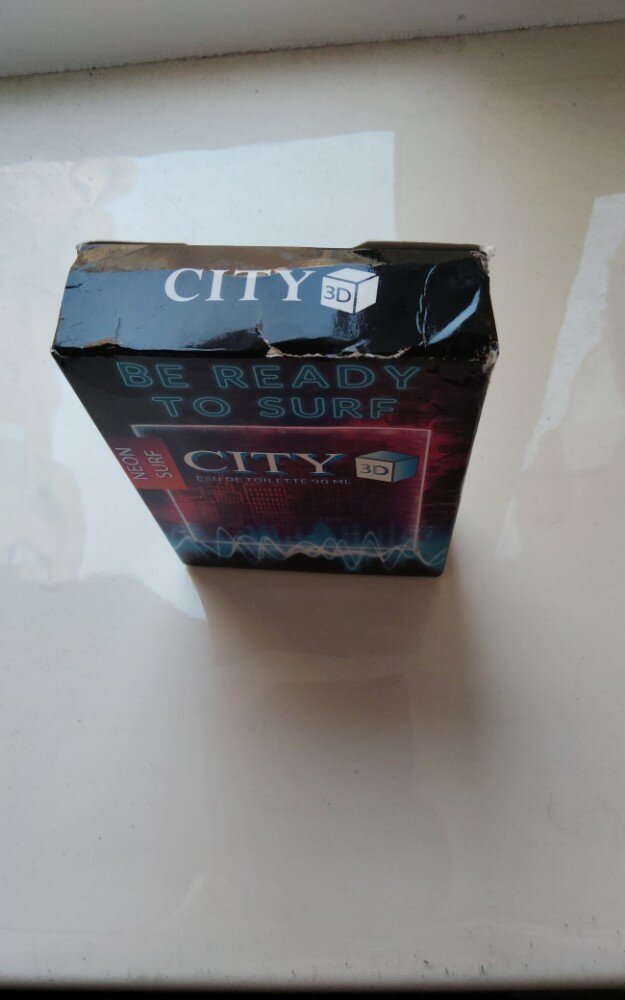 CITY 3D
BE READY
TO SURF
NEON
SURF
CITY 3D
EAU DE TOILETTE 90 ML